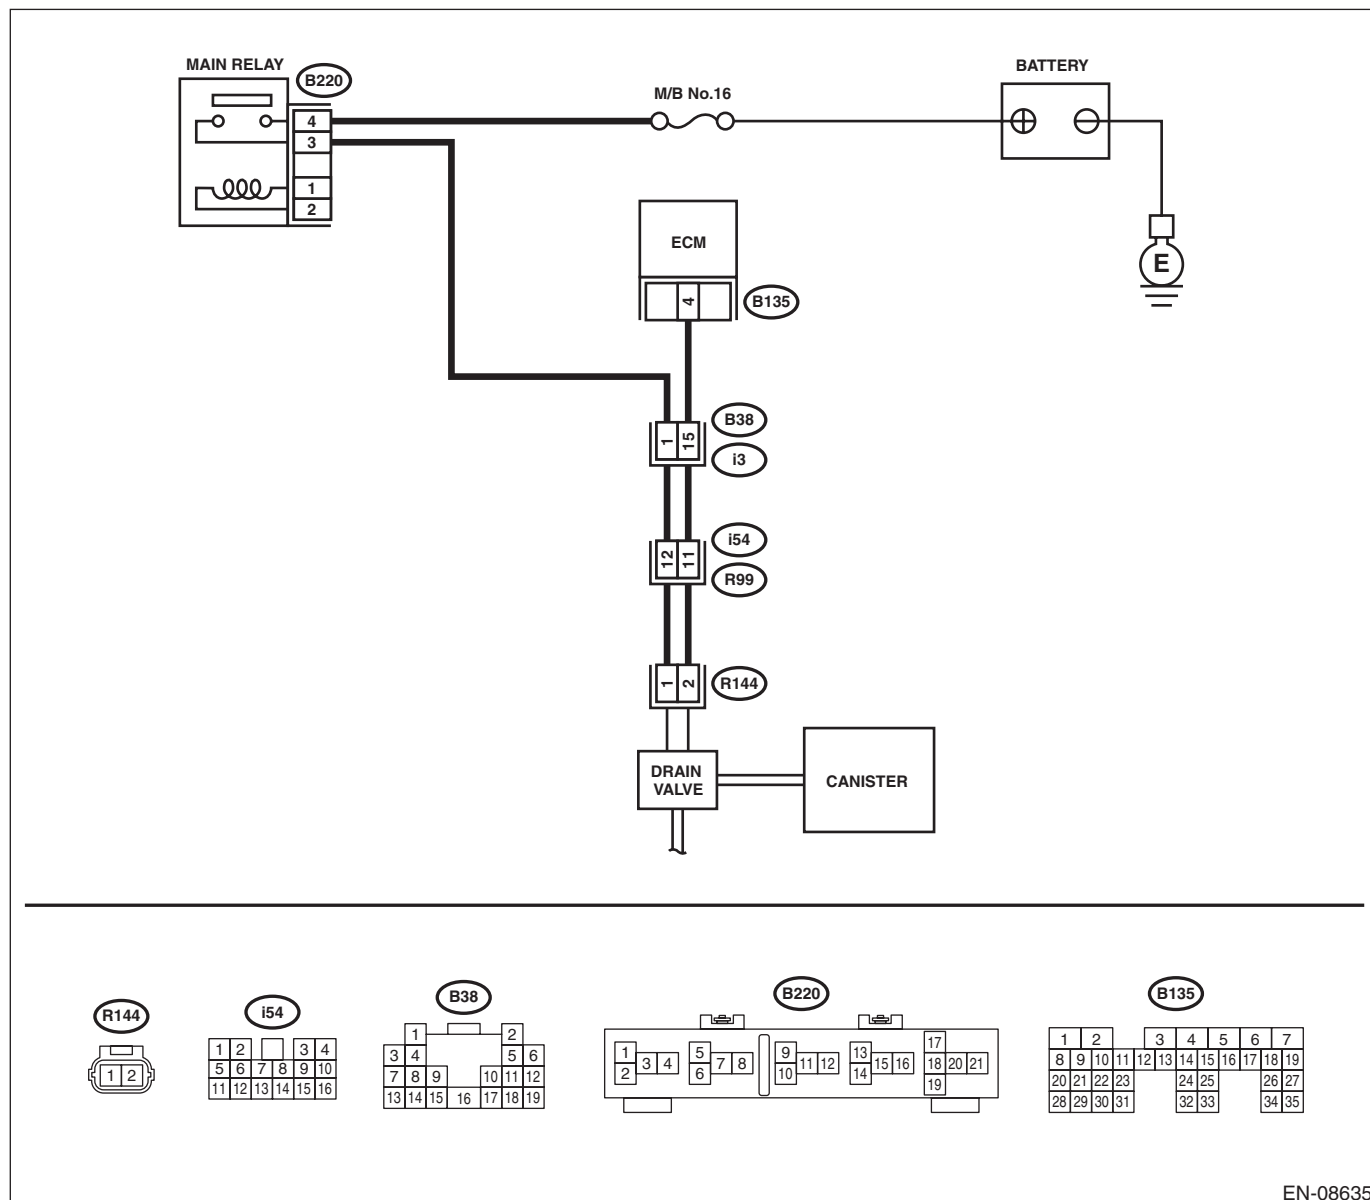 MAIN RELAY
B220
M/B No.16
BATTERY
4
3
1
2
ECM
E
4
B135
1 15
B38
i3
12 11
i54
R99
1 2
R144
DRAIN
VALVE
CANISTER
R144
1 2
i54
1 2 3 4
5 6 7 8 9 10
11 12 13 14 15 16
B38
1 2
3 4 5 6
7 8 9 10 11 12
13 14 15 16 17 18 19
B220
1 2 3 4
5 6 7 8
9 10 11 12
13 14 15 16
17 18 19 20 21
B135
1 2 3 4 5 6 7
8 9 10 11 12 13 14 15 16 17 18 19
20 21 22 23 24 25 26 27
28 29 30 31 32 33 34 35
EN-08635